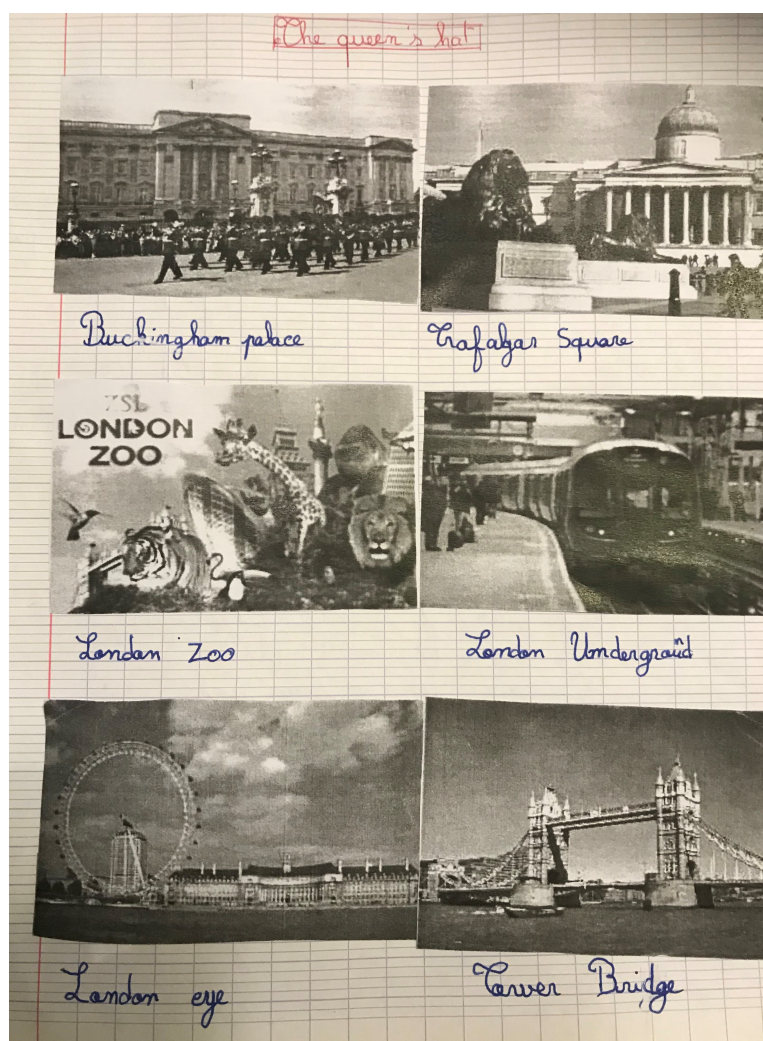 The queen's hat
Buckingham palace
Trafalgar Square
ZSL
LONDON
ZOO
London Zoo
London Underground
London eye
Tower Bridge